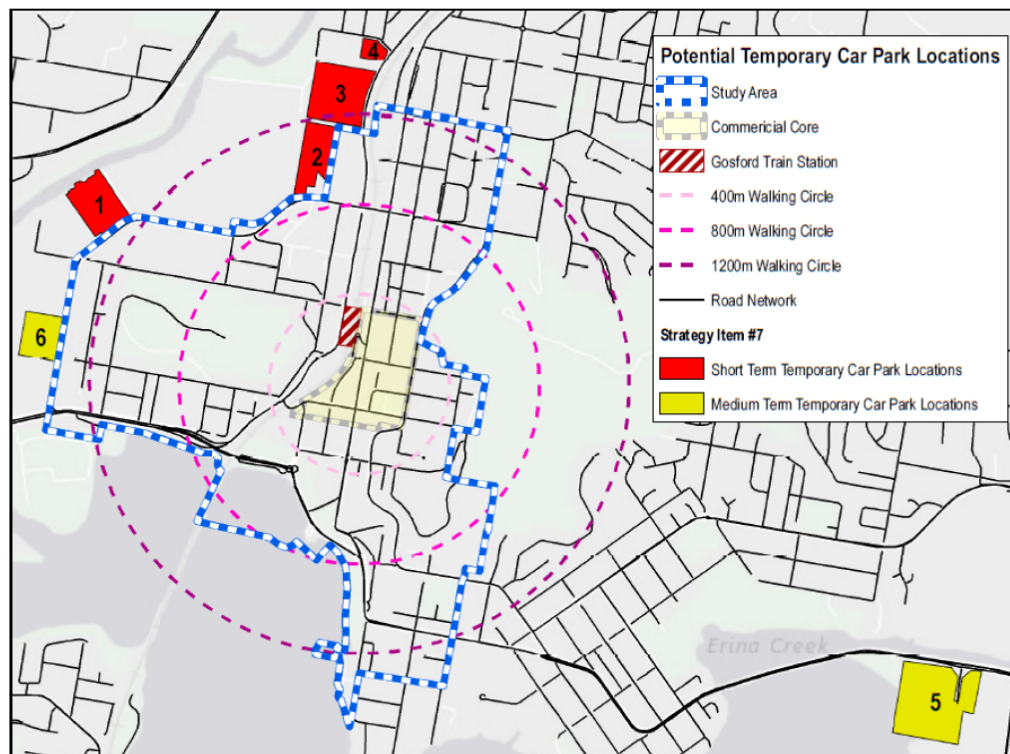 4
3
2
1
6
5
Erina Creek
Potential Temporary Car Park Locations
Study Area
Commericial Core
Gosford Train Station
400m Walking Circle
800m Walking Circle
1200m Walking Circle
Road Network
Strategy Item #7
Short Term Temporary Car Park Locations
Medium Term Temporary Car Park Locations